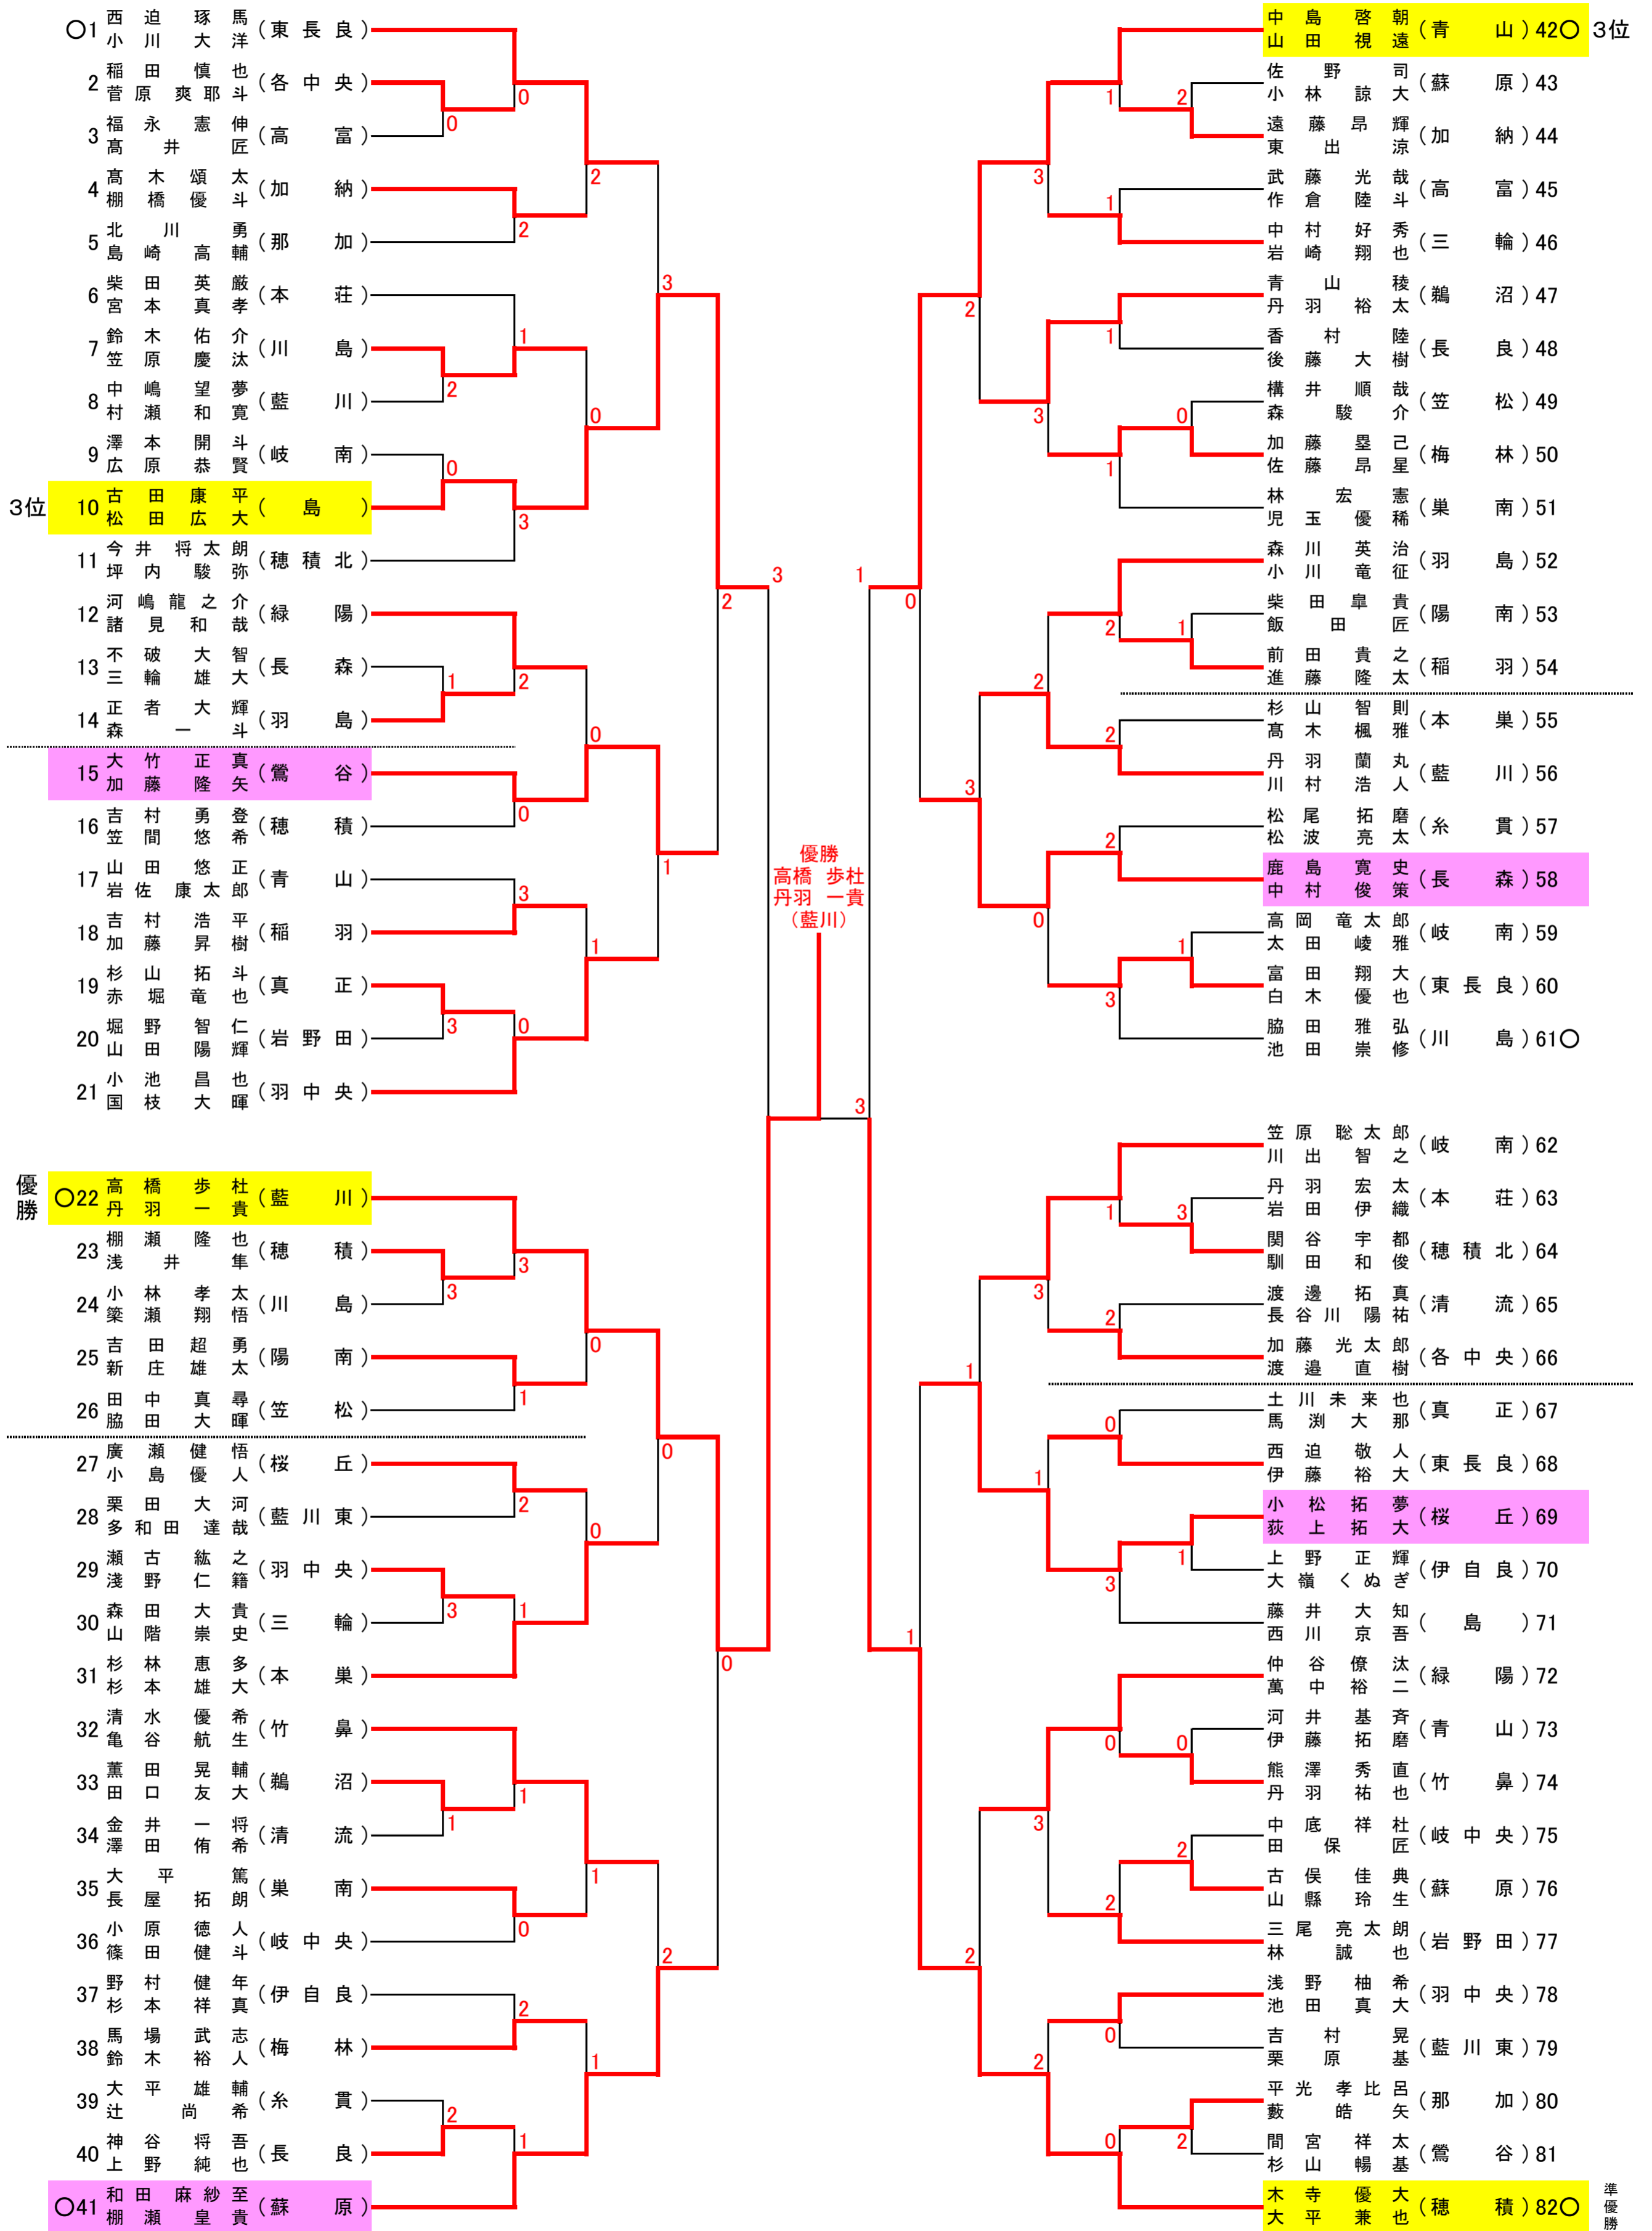 ○1 西迫琢馬 小川大洋 (東長良)
2 稲田慎也 菅原爽耶斗 (各中央)
3 福永憲伸 髙井匠 (高富)
4 髙木頌太 棚橋優斗 (加納)
5 北川勇 島崎高輔 (那加)
6 柴田英厳 宮本真孝 (本荘)
7 鈴木佑介 笠原慶汰 (川島)
8 中嶋望夢 村瀬和寛 (藍川)
9 澤本開斗 広原恭賢 (岐南)
3位 10 古田康平 松田広大 (島)
11 今井将太朗 坪内駿弥 (穂積北)
12 河嶋龍之介 諸見和哉 (緑陽)
13 不破大智 三輪雄大 (長森)
14 正者大輝 森一斗 (羽島)
15 大竹正真 加藤隆矢 (鶯谷)
16 吉村勇登 笠間悠希 (穂積)
17 山田悠正 岩佐康太郎 (青山)
18 吉村浩平 加藤昇樹 (稲羽)
19 杉山拓斗 赤堀竜也 (真正)
20 堀野智仁 山田陽輝 (岩野田)
21 小池昌也 国枝大暉 (羽中央)
優勝 ○22 高橋歩杜 丹羽一貴 (藍川)
23 棚瀬隆也 浅井隼 (穂積)
24 小林孝太 簗瀬翔悟 (川島)
25 吉田超勇 新庄雄太 (陽南)
26 田中真尋 脇田大暉 (笠松)
27 廣瀬健悟 小島優人 (桜丘)
28 栗田大河 多和田達哉 (藍川東)
29 瀬古紘之 淺野仁籍 (羽中央)
30 森田大貴 山階崇史 (三輪)
31 杉林恵多 杉本雄大 (本巣)
32 清水優希 亀谷航生 (竹鼻)
33 薫田晃輔 田口友大 (鵜沼)
34 金井一将 澤田侑希 (清流)
35 大平篤 長屋拓朗 (巣南)
36 小原徳人 篠田健斗 (岐中央)
37 野村健年 杉本祥真 (伊自良)
38 馬場武志 鈴木裕人 (梅林)
39 大平雄輔 辻尚希 (糸貫)
40 神谷将吾 上野純也 (長良)
○41 和田麻紗至 棚瀬皇貴 (蘇原)
優勝
高橋 歩杜
丹羽 一貴
(藍川)
中島啓朝 山田視遠 (青山) 42○ 3位
佐野司 小林諒大 (蘇原) 43
遠藤昂輝 東出涼 (加納) 44
武藤光哉 作倉陸斗 (高富) 45
中村好秀 岩崎翔也 (三輪) 46
青山稜 丹羽裕太 (鵜沼) 47
香村陸 後藤大樹 (長良) 48
構井順哉 森駿介 (笠松) 49
加藤塁己 佐藤昂星 (梅林) 50
林宏憲 児玉優稀 (巣南) 51
森川英治 小川竜征 (羽島) 52
柴田皐貴 飯田匠 (陽南) 53
前田貴之 進藤隆太 (稲羽) 54
杉山智則 髙木楓雅 (本巣) 55
丹羽蘭丸 川村浩人 (藍川) 56
松尾拓磨 松波亮太 (糸貫) 57
鹿島寛史 中村俊策 (長森) 58
高岡竜太郎 太田崚雅 (岐南) 59
富田翔大 白木優也 (東長良) 60
脇田雅弘 池田崇修 (川島) 61○
笠原聡太郎 川出智之 (岐南) 62
丹羽宏太 岩田伊織 (本荘) 63
関谷宇都 馴田和俊 (穂積北) 64
渡邊拓真 長谷川陽祐 (清流) 65
加藤光太郎 渡邉直樹 (各中央) 66
土川未来也 馬渕大那 (真正) 67
西迫敬人 伊藤裕大 (東長良) 68
小松拓夢 荻上拓大 (桜丘) 69
上野正輝 大嶺くぬぎ (伊自良) 70
藤井大知 西川京吾 (島) 71
仲谷僚汰 萬中裕二 (緑陽) 72
河井基斉 伊藤拓磨 (青山) 73
熊澤秀直 丹羽祐也 (竹鼻) 74
中底祥杜 田保匠 (岐中央) 75
古俣佳典 山縣玲生 (蘇原) 76
三尾亮太朗 林誠也 (岩野田) 77
浅野柚希 池田真大 (羽中央) 78
吉村晃 栗原基 (藍川東) 79
平光孝比呂 藪皓矢 (那加) 80
間宮祥太 杉山暢基 (鶯谷) 81
木寺優大 大平兼也 (穂積) 82○ 準優勝